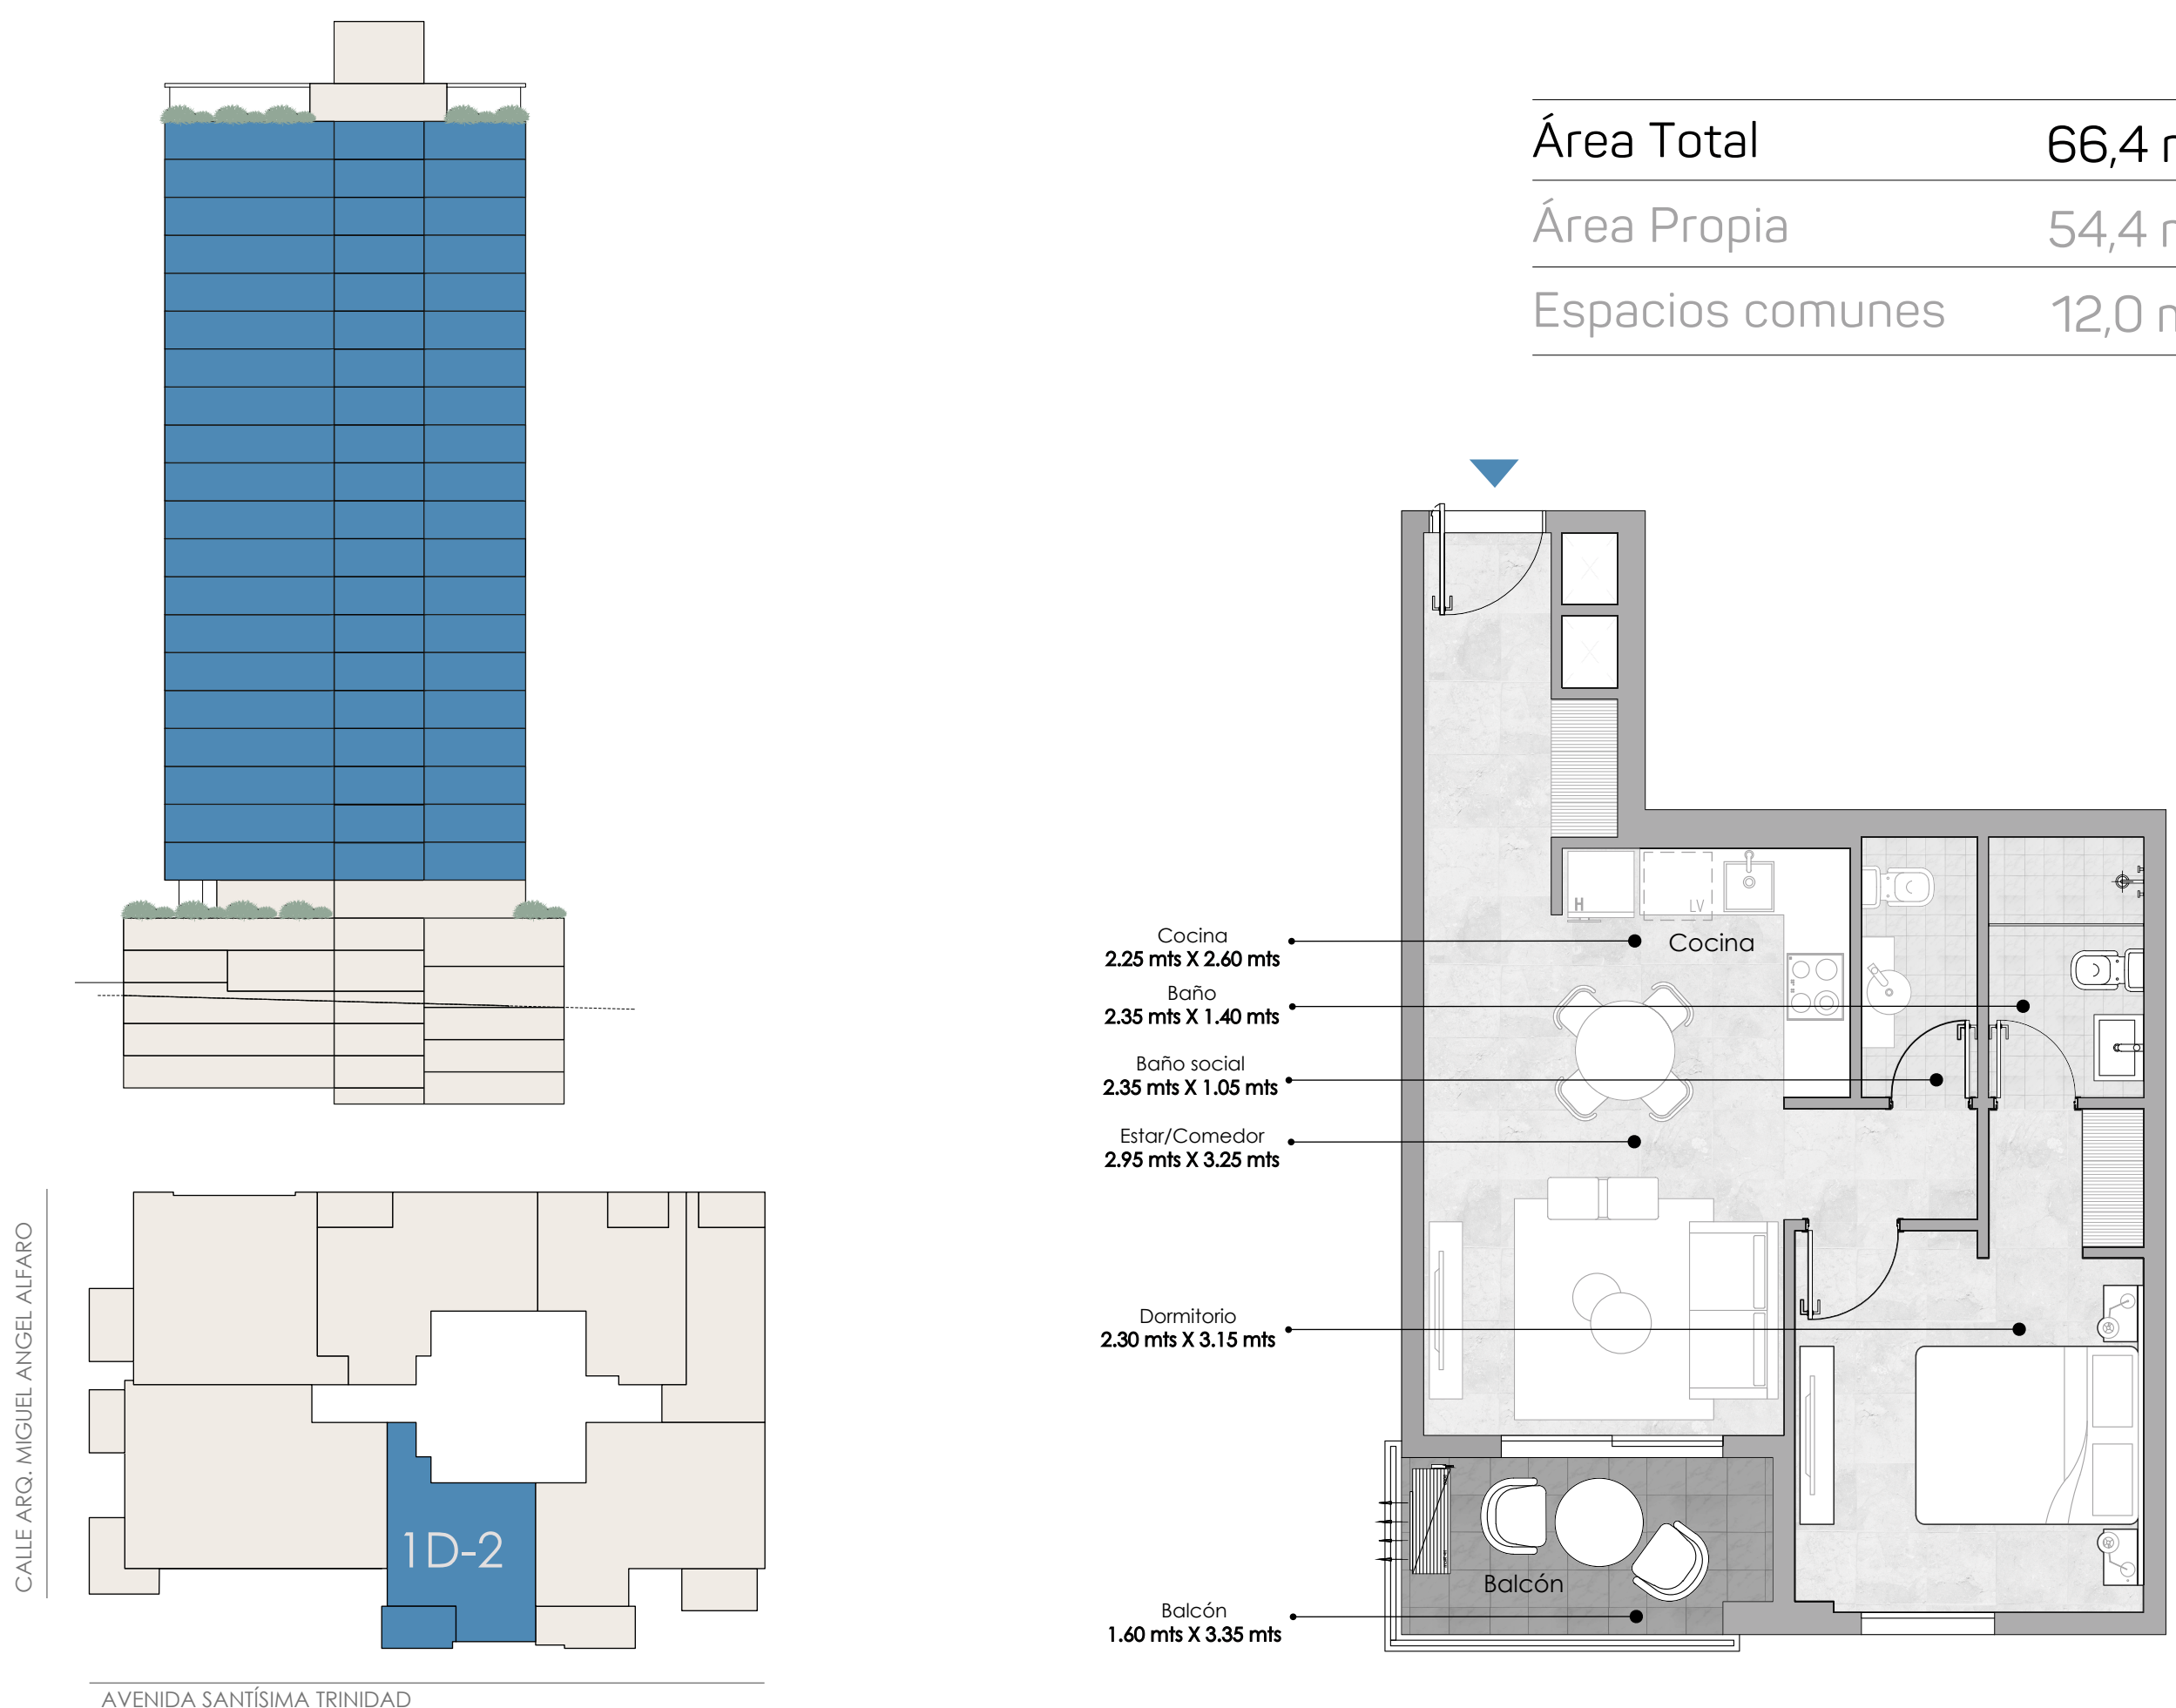 Área Total 66,4
Área Propia 54,4
Espacios comunes 12,0
Cocina
2.25 mts X 2.60 mts
Baño
2.35 mts X 1.40 mts
Baño social
2.35 mts X 1.05 mts
Estar/Comedor
2.95 mts X 3.25 mts
Dormitorio
2.30 mts X 3.15 mts
Balcón
1.60 mts X 3.35 mts
H
LV
Cocina
Balcón
CALLE ARQ. MIGUEL ANGEL ALFARO
1D-2
AVENIDA SANTÍSIMA TRINIDAD